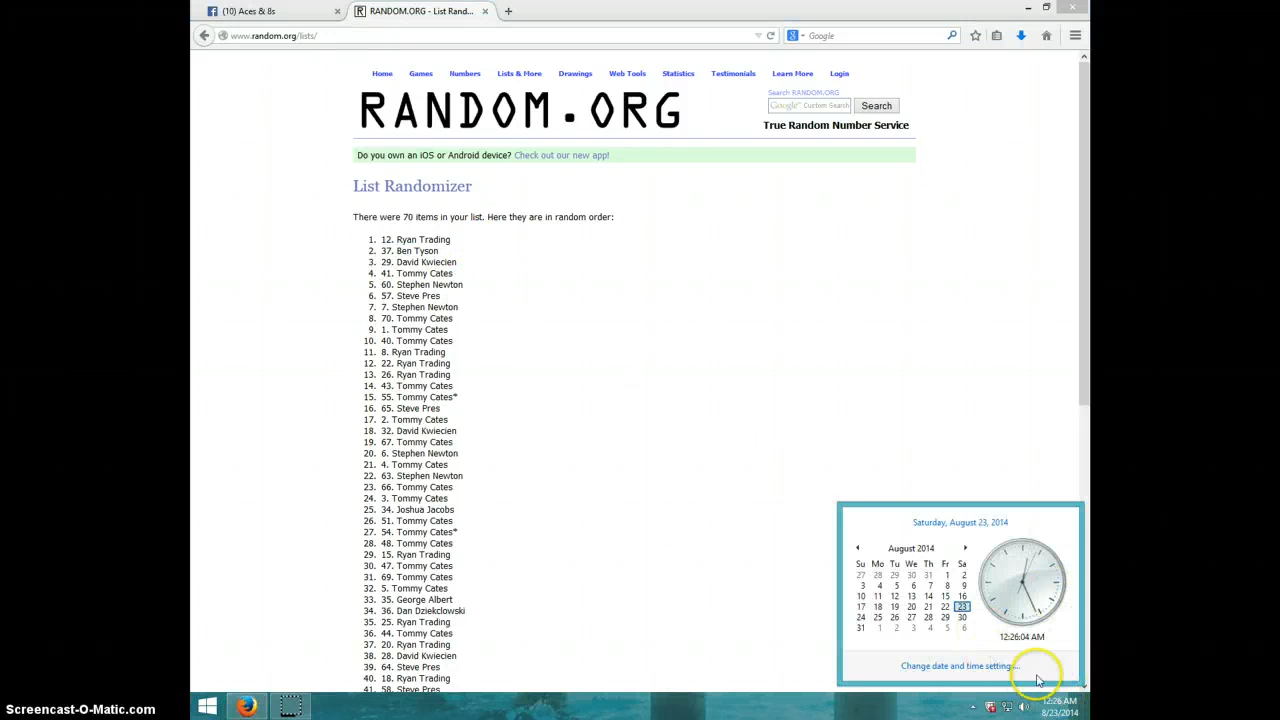 (10) Aces & 8s
RANDOM.ORG - List Rand...
www.random.org/lists/
Google
Home Games Numbers Lists & More Drawings Web Tools Statistics Testimonials Learn More Login
Search RANDOM.ORG
RANDOM.ORG
Google™ Custom Search Search
True Random Number Service
Do you own an iOS or Android device? Check out our new app!
List Randomizer
There were 70 items in your list. Here they are in random order:
1. 12. Ryan Trading
2. 37. Ben Tyson
3. 29. David Kwiecien
4. 41. Tommy Cates
5. 60. Stephen Newton
6. 57. Steve Pres
7. 7. Stephen Newton
8. 70. Tommy Cates
9. 1. Tommy Cates
10. 40. Tommy Cates
11. 8. Ryan Trading
12. 22. Ryan Trading
13. 26. Ryan Trading
14. 43. Tommy Cates
15. 55. Tommy Cates*
16. 65. Steve Pres
17. 2. Tommy Cates
18. 32. David Kwiecien
19. 67. Tommy Cates
20. 6. Stephen Newton
21. 4. Tommy Cates
22. 63. Stephen Newton
23. 66. Tommy Cates
24. 3. Tommy Cates
25. 34. Joshua Jacobs
26. 51. Tommy Cates
27. 54. Tommy Cates*
28. 48. Tommy Cates
29. 15. Ryan Trading
30. 47. Tommy Cates
31. 69. Tommy Cates
32. 5. Tommy Cates
33. 35. George Albert
34. 36. Dan Dziekclowski
35. 25. Ryan Trading
36. 44. Tommy Cates
37. 20. Ryan Trading
38. 28. David Kwiecien
39. 64. Steve Pres
40. 18. Ryan Trading
41. 58. Steve Pres
Saturday, August 23, 2014
August 2014
Su Mo Tu We Th Fr Sa
27 28 29 30 31 1 2
3 4 5 6 7 8 9
10 11 12 13 14 15 16
17 18 19 20 21 22 23
24 25 26 27 28 29 30
31 1 2 3 4 5 6
12:26:04 AM
Change date and time settings...
12:26 AM
8/23/2014
Screencast-O-Matic.com